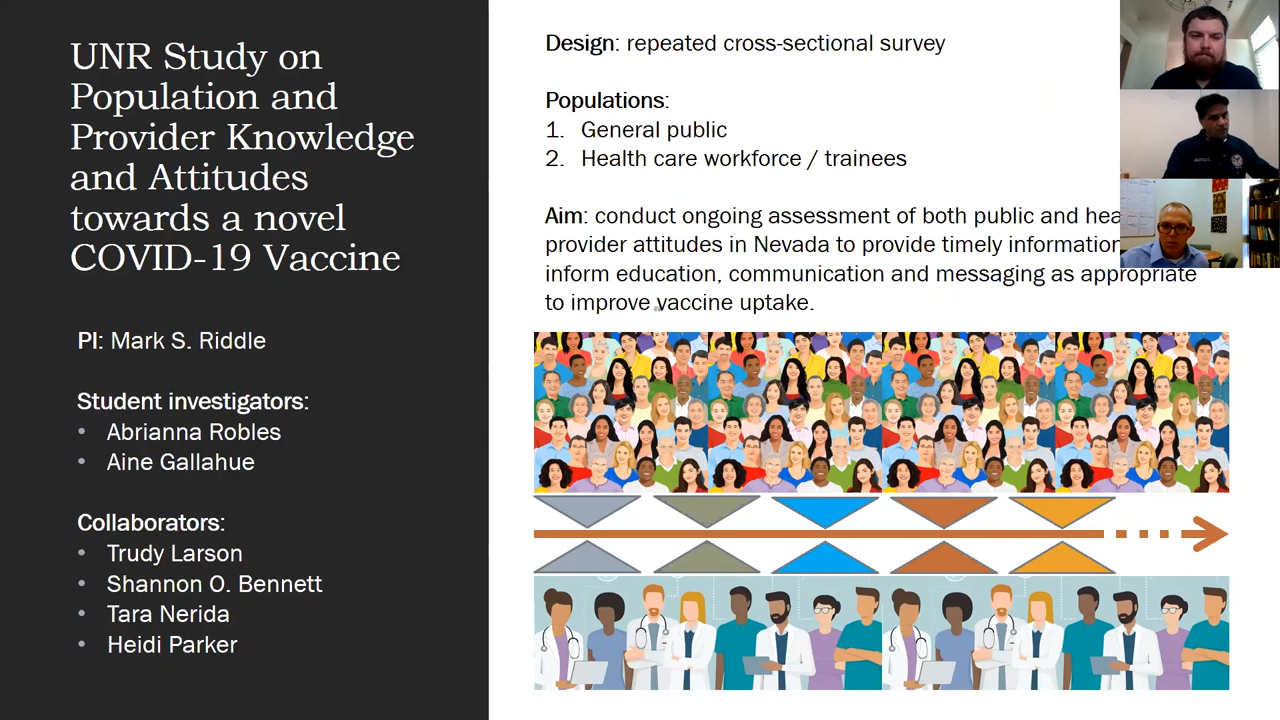 UNR Study on
Population and
Provider Knowledge
and Attitudes
towards a novel
COVID-19 Vaccine
PI: Mark S. Riddle
Student investigators:
• Abrianna Robles
• Aine Gallahue
Collaborators:
• Trudy Larson
• Shannon O. Bennett
• Tara Nerida
• Heidi Parker
Design: repeated cross-sectional survey
Populations:
1. General public
2. Health care workforce / trainees
Aim: conduct ongoing assessment of both public and
provider attitudes in Nevada to provide timely information
inform education, communication and messaging as appropriate
to improve vaccine uptake.